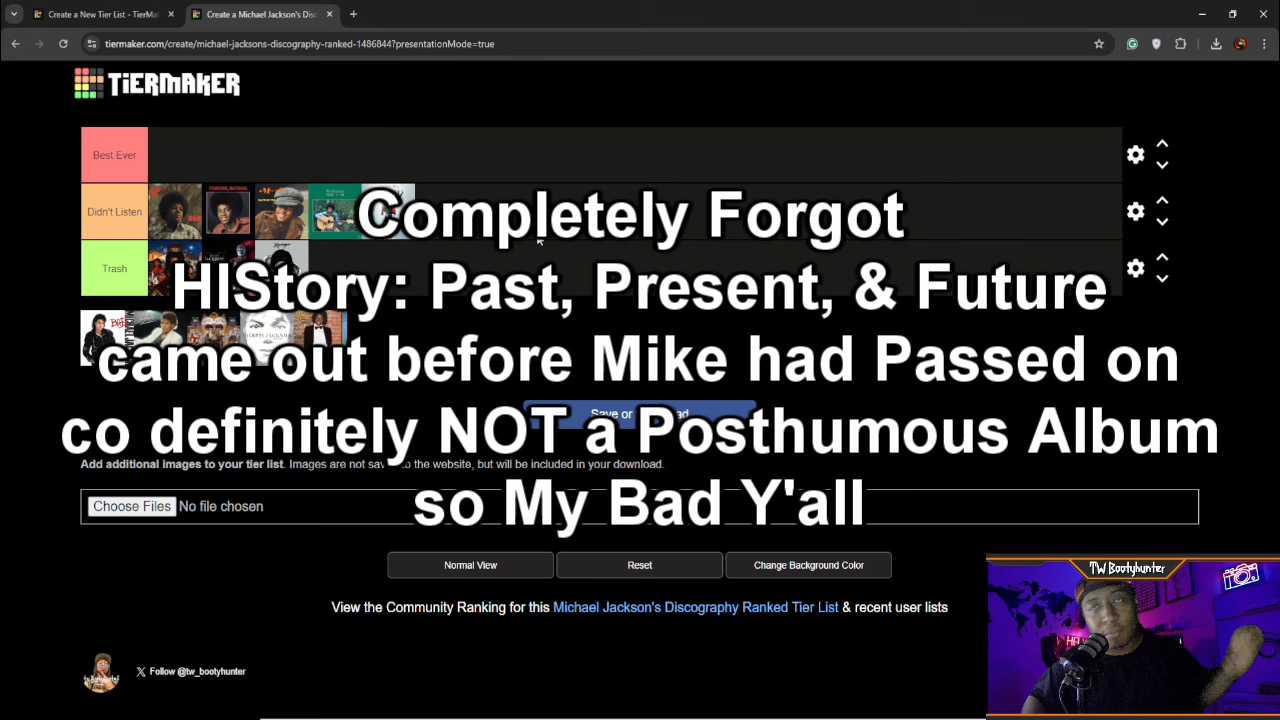 Create a New Tier List - TierMa
Create a Michael Jackson's Disc
tiermaker.com/create/michael-jacksons-discography-ranked-1486844?presentationMode=true
TiERMAKER
Best Ever
Didn't Listen
Trash
Completely Forgot
HIStory: Past, Present, & Future
came out before Mike had Passed on
co definitely NOT a Posthumous Album
so My Bad Y'all
Save or
Add additional images to your tier list. Images are not to the website, but will be included in your download.
Choose Files No file chosen
Normal View
Reset
Change Background Color
View the Community Ranking for this Michael Jackson's Discography Ranked Tier List & recent user lists
TW Bootyhunter
X Follow @tw_bootyhunter